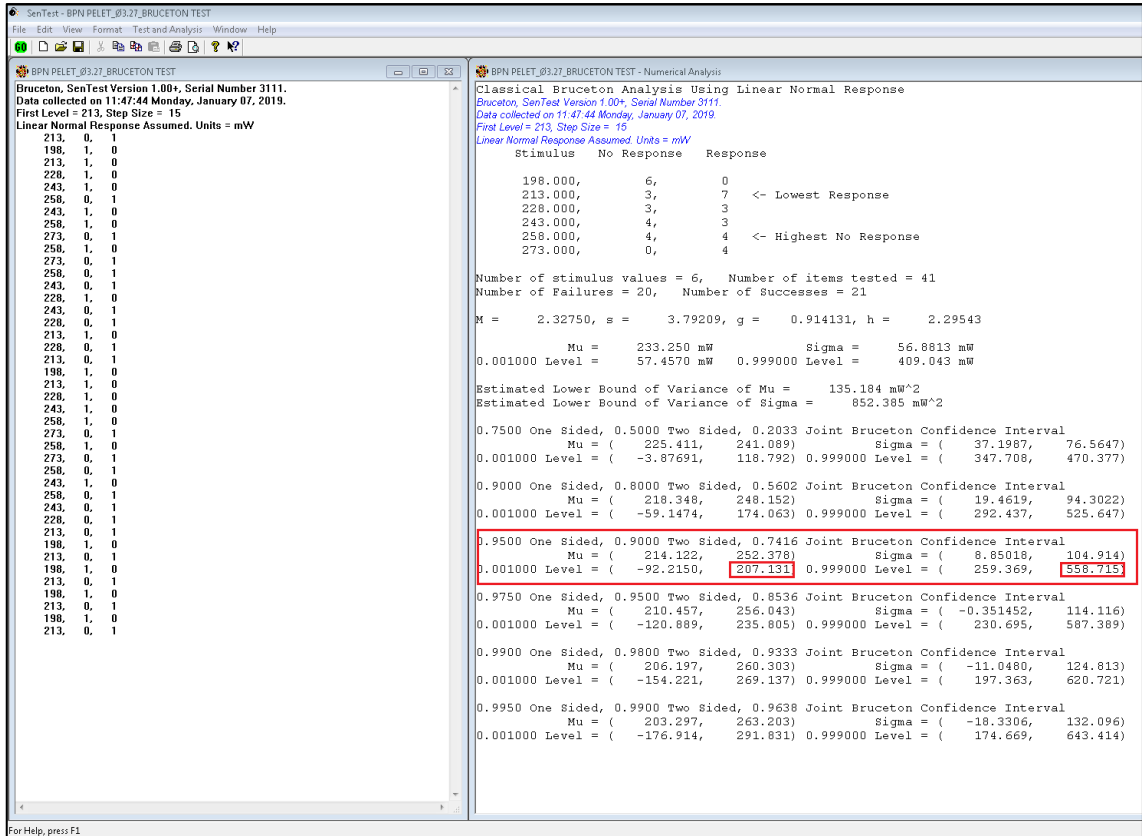 SenTest - BPN PELET_Ø3.27_BRUCETON TEST
File Edit View Format Test and Analysis Window Help
GO
BPN PELET_Ø3.27_BRUCETON TEST
Bruceton, SenTest Version 1.00+, Serial Number 3111.
Data collected on 11:47:44 Monday, January 07, 2019.
First Level = 213, Step Size = 15
Linear Normal Response Assumed. Units = mW
213, 0, 1
198, 1, 0
213, 1, 0
228, 1, 0
243, 1, 0
258, 0, 1
243, 1, 0
258, 1, 0
273, 0, 1
258, 1, 0
273, 0, 1
258, 0, 1
243, 0, 1
228, 1, 0
243, 0, 1
228, 0, 1
213, 1, 0
228, 0, 1
213, 0, 1
198, 1, 0
213, 1, 0
228, 1, 0
243, 1, 0
258, 1, 0
273, 0, 1
258, 1, 0
273, 0, 1
258, 0, 1
243, 1, 0
258, 0, 1
243, 0, 1
228, 0, 1
213, 0, 1
198, 1, 0
213, 0, 1
198, 1, 0
213, 0, 1
198, 1, 0
213, 0, 1
198, 1, 0
213, 0, 1
BPN PELET_Ø3.27_BRUCETON TEST - Numerical Analysis
Classical Bruceton Analysis Using Linear Normal Response
Bruceton, SenTest Version 1.00+, Serial Number 3111.
Data collected on 11:47:44 Monday, January 07, 2019.
First Level = 213, Step Size = 15
Linear Normal Response Assumed. Units = mW
Stimulus No Response Response
198.000, 6, 0
213.000, 3, 7 <- Lowest Response
228.000, 3, 3
243.000, 4, 3
258.000, 4, 4 <- Highest No Response
273.000, 0, 4
Number of stimulus values = 6, Number of items tested = 41
Number of Failures = 20, Number of Successes = 21
M = 2.32750, s = 3.79209, g = 0.914131, h = 2.29543
Mu = 233.250 mW Sigma = 56.8813 mW
0.001000 Level = 57.4570 mW 0.999000 Level = 409.043 mW
Estimated Lower Bound of Variance of Mu = 135.184 mW^2
Estimated Lower Bound of Variance of Sigma = 852.385 mW^2
0.7500 One Sided, 0.5000 Two Sided, 0.2033 Joint Bruceton Confidence Interval
Mu = ( 225.411, 241.089) Sigma = ( 37.1987, 76.5647)
0.001000 Level = ( -3.87691, 118.792) 0.999000 Level = ( 347.708, 470.377)
0.9000 One Sided, 0.8000 Two Sided, 0.5602 Joint Bruceton Confidence Interval
Mu = ( 218.348, 248.152) Sigma = ( 19.4619, 94.3022)
0.001000 Level = ( -59.1474, 174.063) 0.999000 Level = ( 292.437, 525.647)
0.9500 One Sided, 0.9000 Two Sided, 0.7416 Joint Bruceton Confidence Interval
Mu = ( 214.122, 252.378) Sigma = ( 8.85018, 104.914)
0.001000 Level = ( -92.2150, 207.131) 0.999000 Level = ( 259.369, 558.715)
0.9750 One Sided, 0.9500 Two Sided, 0.8536 Joint Bruceton Confidence Interval
Mu = ( 210.457, 256.043) Sigma = ( -0.351452, 114.116)
0.001000 Level = ( -120.889, 235.805) 0.999000 Level = ( 230.695, 587.389)
0.9900 One Sided, 0.9800 Two Sided, 0.9333 Joint Bruceton Confidence Interval
Mu = ( 206.197, 260.303) Sigma = ( -11.0480, 124.813)
0.001000 Level = ( -154.221, 269.137) 0.999000 Level = ( 197.363, 620.721)
0.9950 One Sided, 0.9900 Two Sided, 0.9638 Joint Bruceton Confidence Interval
Mu = ( 203.297, 263.203) Sigma = ( -18.3306, 132.096)
0.001000 Level = ( -176.914, 291.831) 0.999000 Level = ( 174.669, 643.414)
For Help, press F1